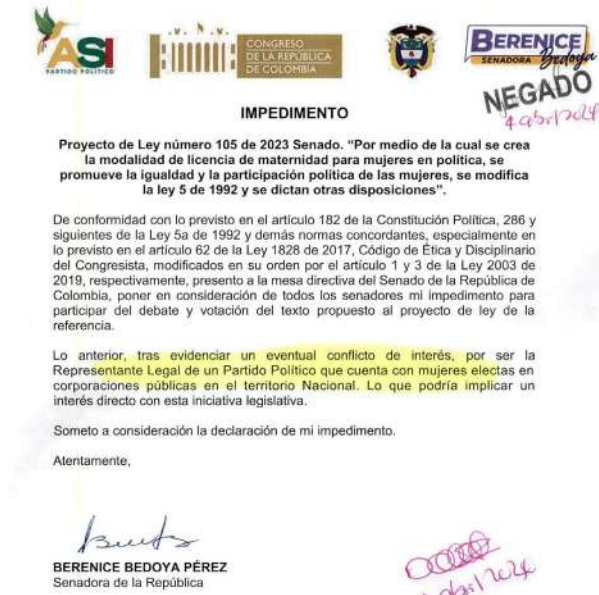 ASI
PARTIDO POLÍTICO
CONGRESO
DE LA REPÚBLICA
DE COLOMBIA
BERENICE
SENADORA Bedoya
NEGADO
IMPEDIMENTO
Proyecto de Ley número 105 de 2023 Senado. “Por medio de la cual se crea
la modalidad de licencia de maternidad para mujeres en política, se
promueve la igualdad y la participación política de las mujeres, se modifica
la ley 5 de 1992 y se dictan otras disposiciones”.
De conformidad con lo previsto en el artículo 182 de la Constitución Política, 286 y
siguientes de la Ley 5a de 1992 y demás normas concordantes, especialmente en
lo previsto en el artículo 62 de la Ley 1828 de 2017, Código de Ética y Disciplinario
del Congresista, modificados en su orden por el artículo 1 y 3 de la Ley 2003 de
2019, respectivamente, presento a la mesa directiva del Senado de la República de
Colombia, poner en consideración de todos los senadores mi impedimento para
participar del debate y votación del texto propuesto al proyecto de ley de la
referencia.
Lo anterior, tras evidenciar un eventual conflicto de interés, por ser la
Representante Legal de un Partido Político que cuenta con mujeres electas en
corporaciones públicas en el territorio Nacional. Lo que podría implicar un
interés directo con esta iniciativa legislativa.
Someto a consideración la declaración de mi impedimento.
Atentamente,
BERENICE BEDOYA PÉREZ
Senadora de la República